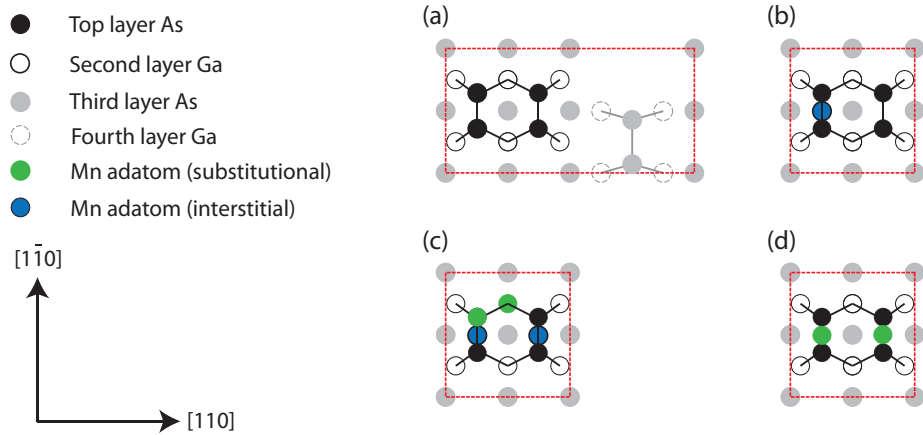 Top layer As
Second layer Ga
Third layer As
Fourth layer Ga
Mn adatom (substitutional)
Mn adatom (interstitial)
[11̄0]
[110]
(a)
(b)
(c)
(d)